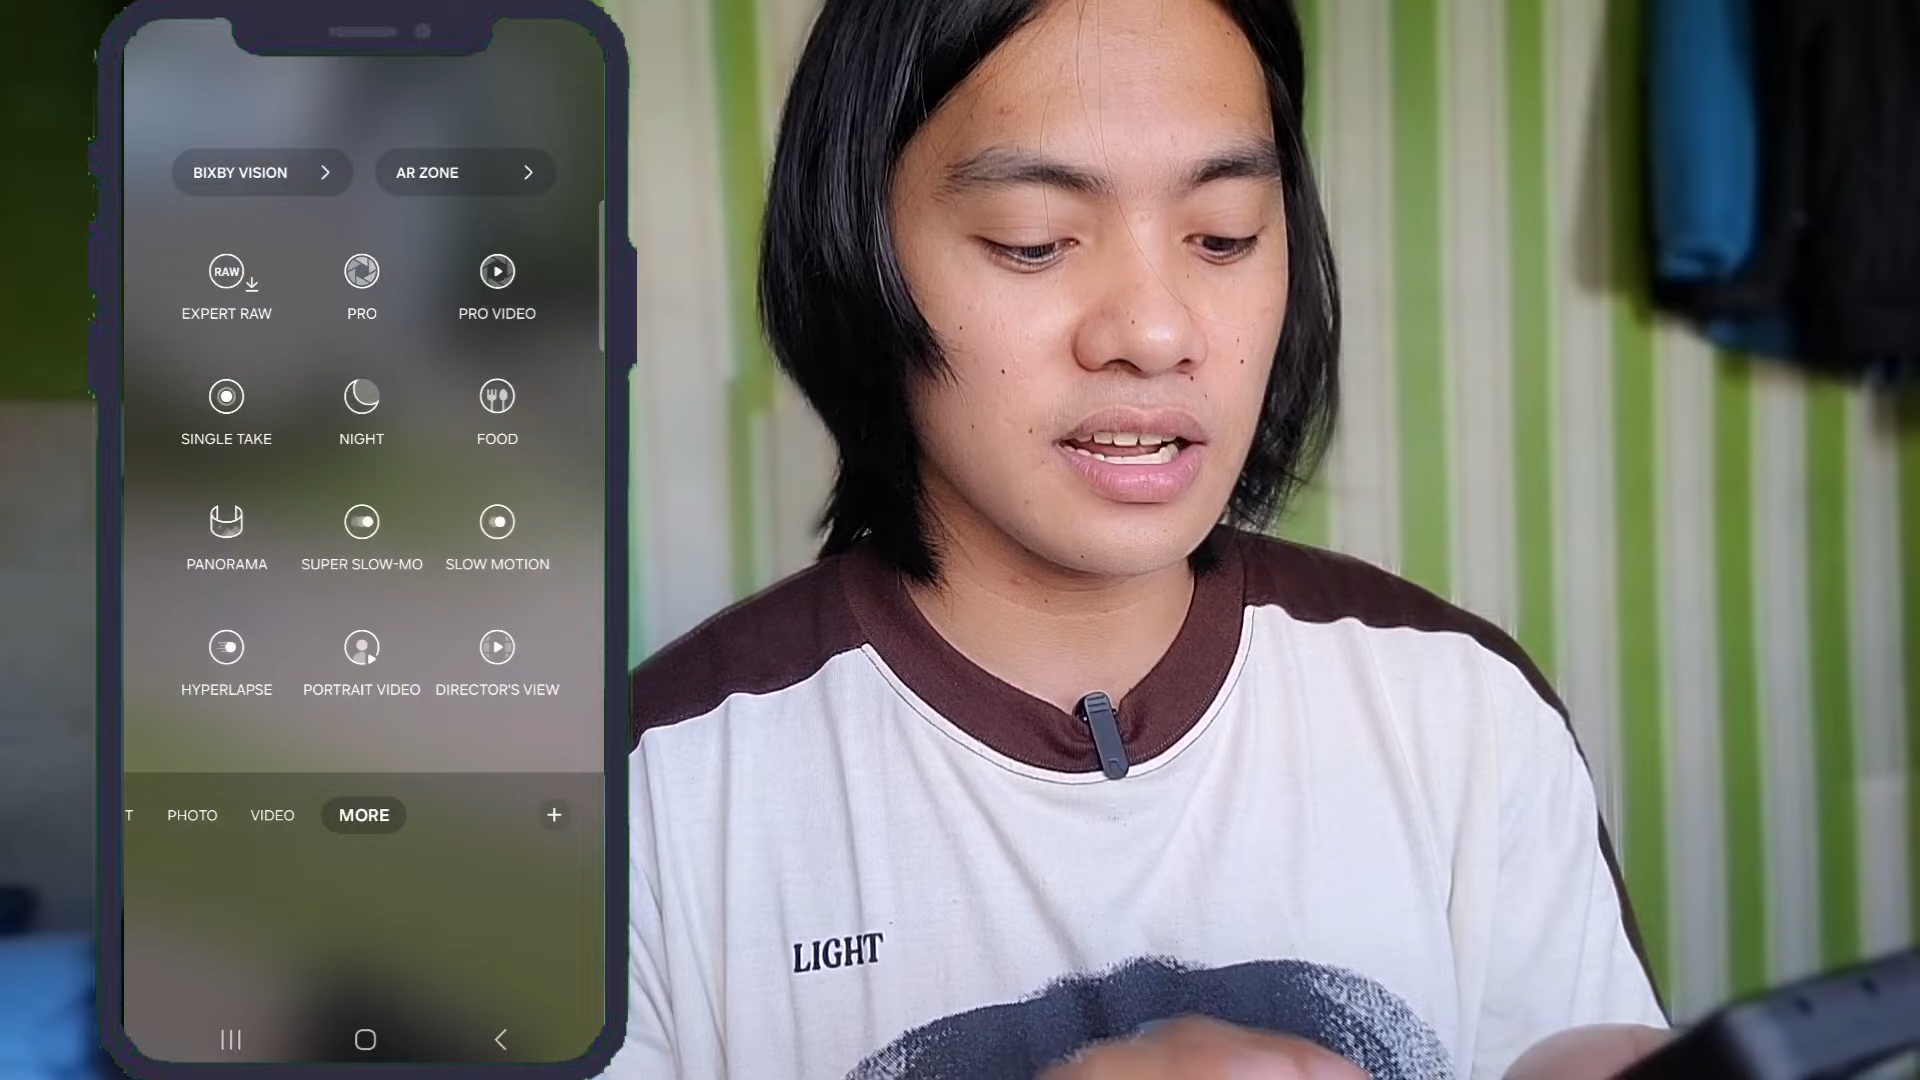 BIXBY VISION
AR ZONE
RAW
EXPERT RAW
PRO
PRO VIDEO
SINGLE TAKE
NIGHT
FOOD
PANORAMA
SUPER SLOW-MO
SLOW MOTION
HYPERLAPSE
PORTRAIT VIDEO
DIRECTOR'S VIEW
T
PHOTO
VIDEO
MORE
LIGHT